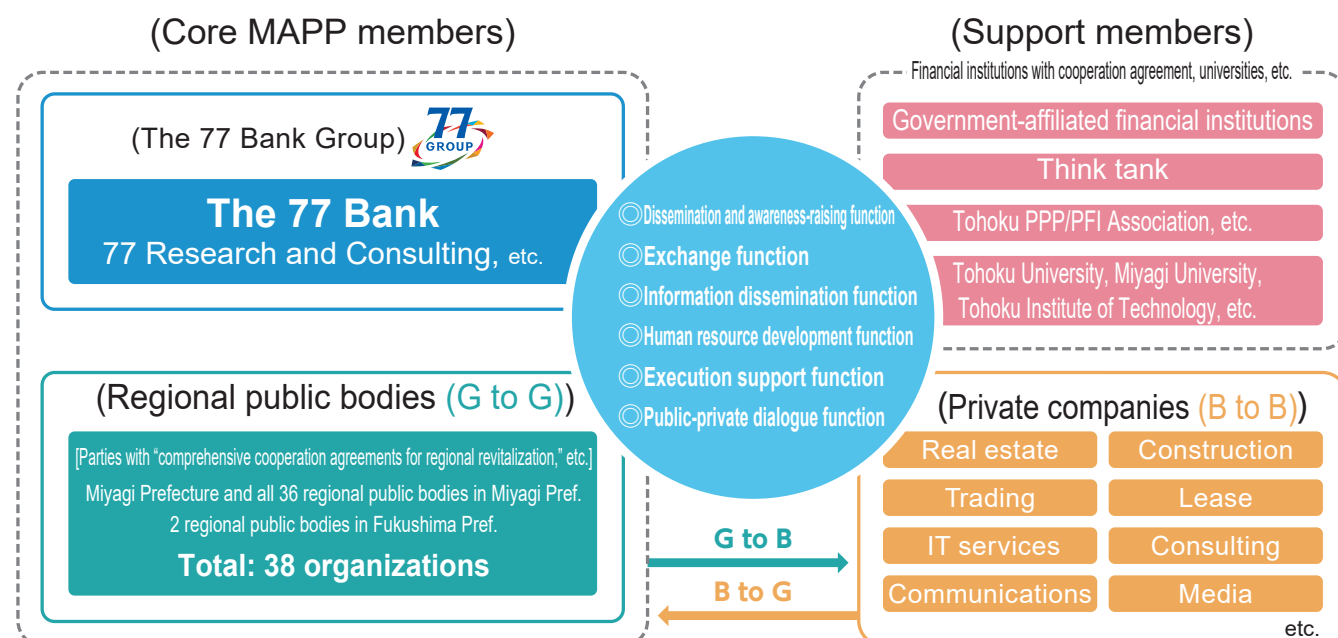 (Core MAPP members)
(The 77 Bank Group)
77
GROUP
The 77 Bank
77 Research and Consulting, etc.
(Regional public bodies (G to G))
[Parties with “comprehensive cooperation agreements for regional revitalization,” etc.]
Miyagi Prefecture and all 36 regional public bodies in Miyagi Pref.
2 regional public bodies in Fukushima Pref.
Total: 38 organizations
◎Dissemination and awareness-raising function
◎Exchange function
◎Information dissemination function
◎Human resource development function
◎Execution support function
◎Public-private dialogue function
G to B
B to G
(Support members)
Financial institutions with cooperation agreement, universities, etc.
Government-affiliated financial institutions
Think tank
Tohoku PPP/PFI Association, etc.
Tohoku University, Miyagi University,
Tohoku Institute of Technology, etc.
(Private companies (B to B))
Real estate
Construction
Trading
Lease
IT services
Consulting
Communications
Media
etc.